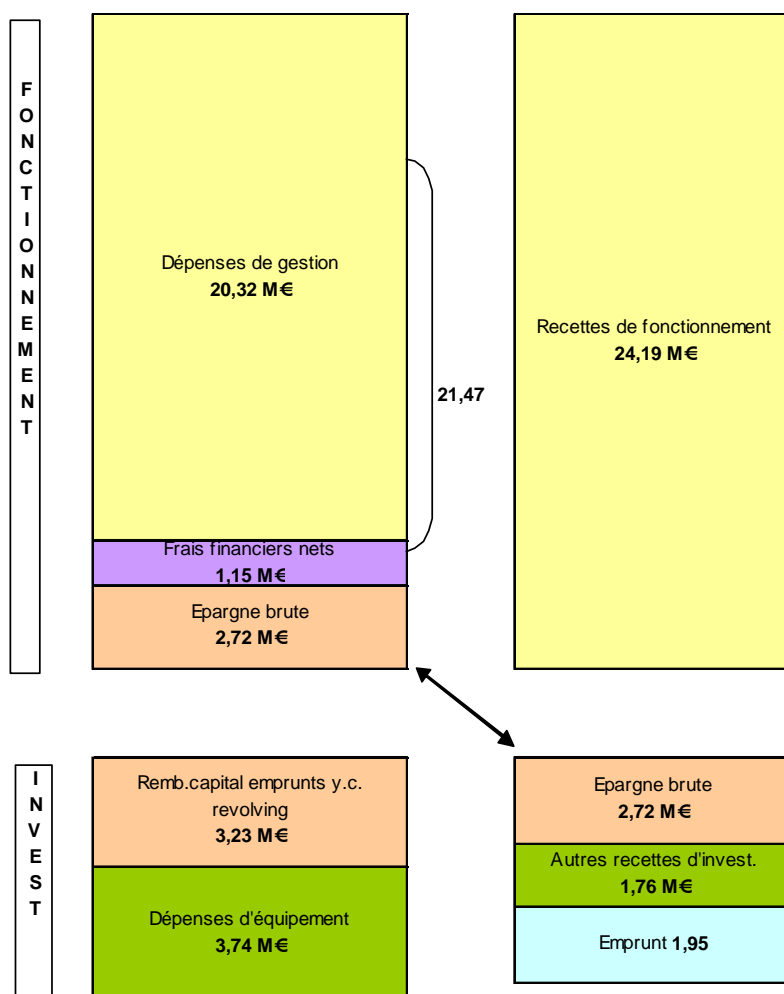 FONCTIONNEMENT
Dépenses de gestion
20,32 M€
Recettes de fonctionnement
24,19 M€
21,47
Frais financiers nets
1,15 M€
Epargne brute
2,72 M€
INVEST
Remb.capital emprunts y.c.
revolving
3,23 M€
Epargne brute
2,72 M€
Autres recettes d'invest.
1,76 M€
Dépenses d'équipement
3,74 M€
Emprunt 1,95